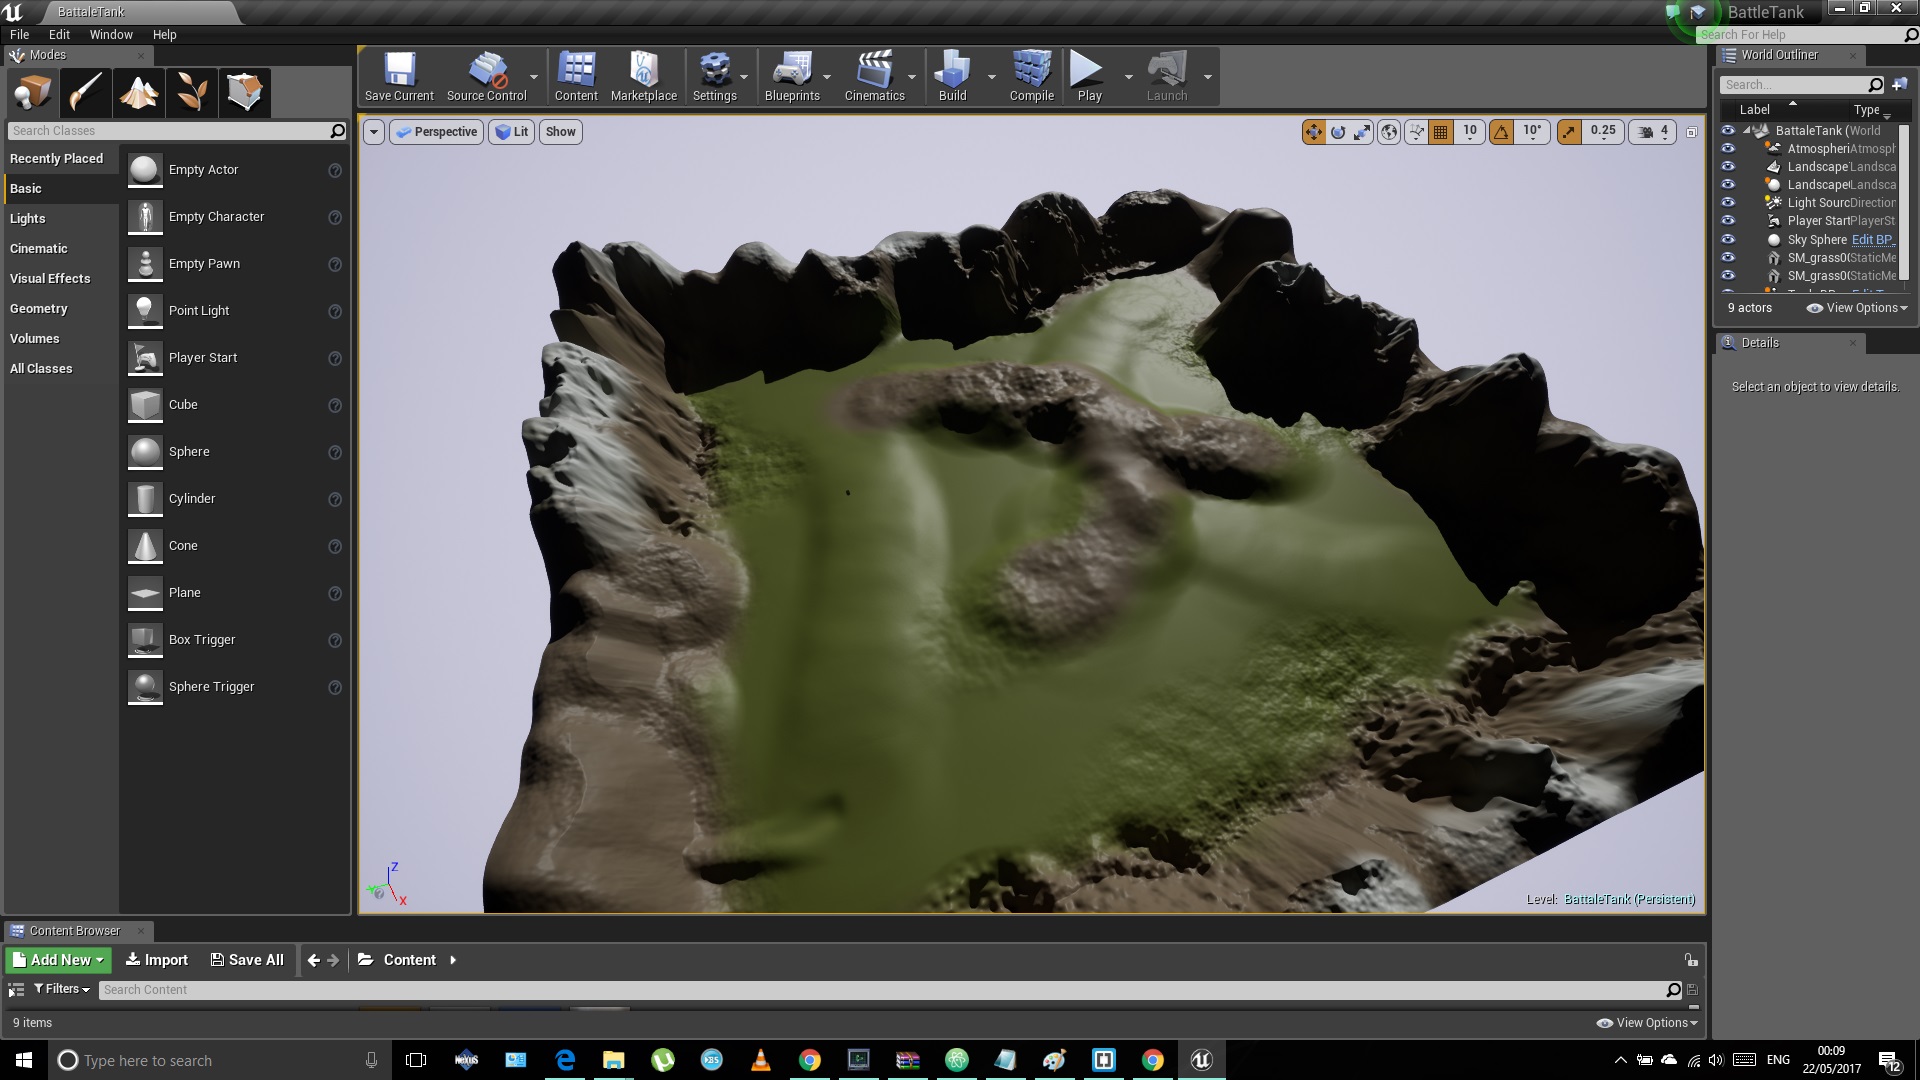 BattaleTank
BattleTank
File Edit Window Help
Search For Help
Modes
Search Classes
Recently Placed
Basic
Lights
Cinematic
Visual Effects
Geometry
Volumes
All Classes
Empty Actor
Empty Character
Empty Pawn
Point Light
Player Start
Cube
Sphere
Cylinder
Cone
Plane
Box Trigger
Sphere Trigger
Save Current Source Control Content Marketplace Settings Blueprints Cinematics Build Compile Play Launch
Perspective Lit Show
10 10° 0.25 4
Z
X
Level: BattaleTank (Persistent)
World Outliner
Search...
Label Type
BattaleTank (World
Atmospheri Atmosph
Landscape Landsca
Landscape Landsca
Light Sourc Direction
Player Start PlayerSt
Sky Sphere Edit BP_
SM_grass0 StaticMe
SM_grass0 StaticMe
9 actors View Options
Details
Select an object to view details.
Content Browser
Add New Import Save All Content
Filters Search Content
9 items View Options
Type here to search
ENG
00:09
22/05/2017
12